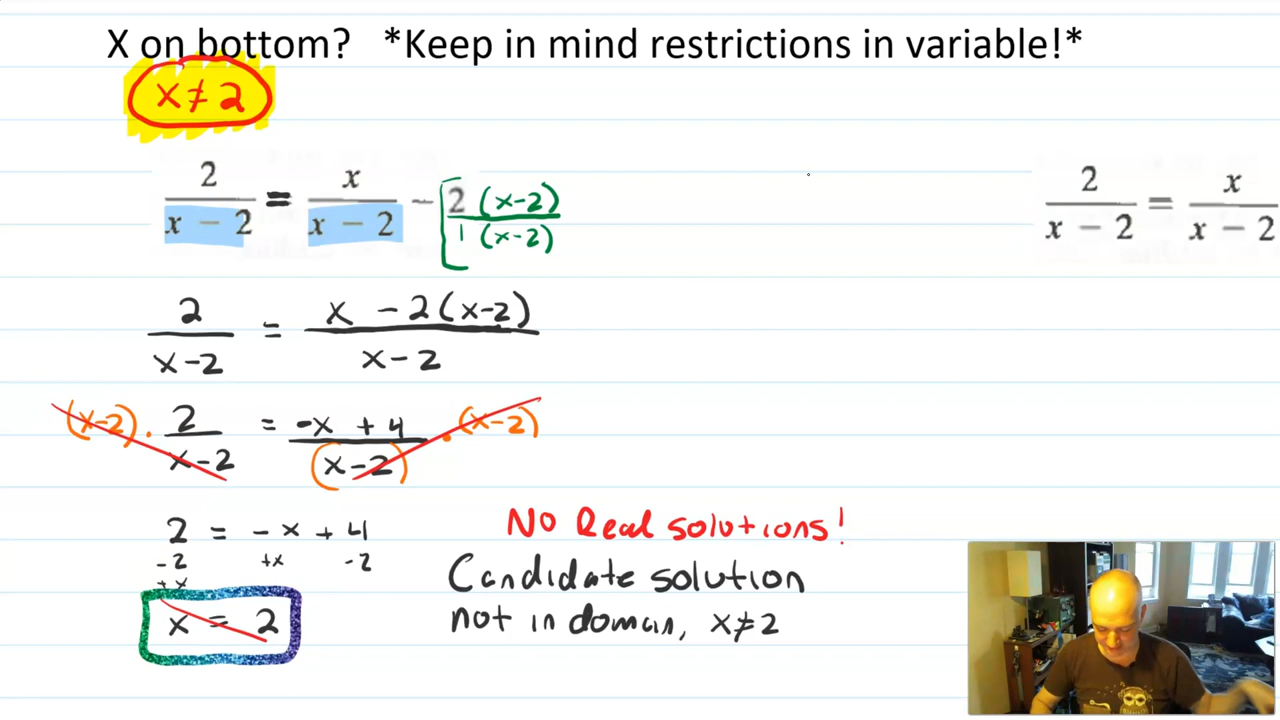 X on bottom? *Keep in mind restrictions in variable!*
x ≠ 2
2/(x − 2) = x/(x − 2) − [2 (x-2)/1 (x-2)
2/(x − 2) = x/(x − 2)
2/(x-2) = (x - 2(x-2))/(x-2)
(x-2) · 2/(x-2) = (-x + 4)/(x-2) · (x-2)
2 = - x + 4
-2 +x -2
+x
No Real solutions!
Candidate solution
x = 2
not in domain, x≠2